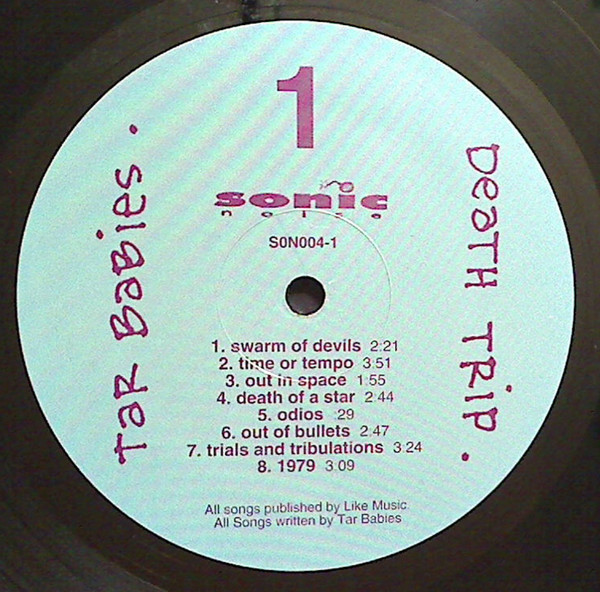 1
sonic
noise
S0N004-1
TaR BaBies.
DeaTH TRip.
1. swarm of devils 2:21
2. time or tempo 3:51
3. out in space 1:55
4. death of a star 2:44
5. odios :29
6. out of bullets 2:47
7. trials and tribulations 3:24
8. 1979 3:09
All songs published by Like Music.
All Songs written by Tar Babies